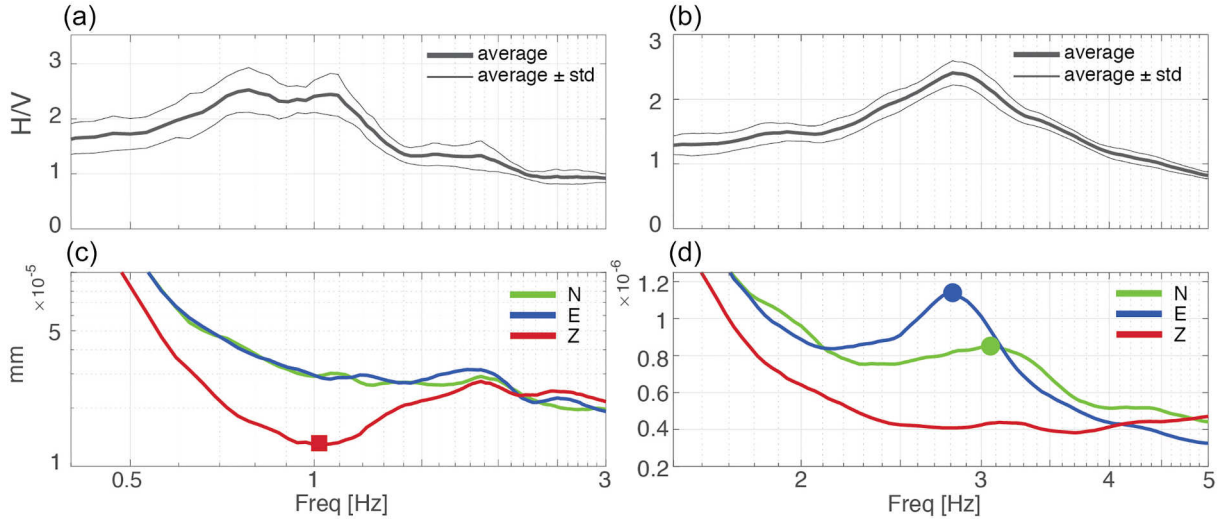 (a)
H/V
3
2
1
0
average
average ± std
(b)
3
2
1
0
average
average ± std
(c)
× 10⁻⁵
mm
5
1
N
E
Z
0.5
1
3
Freq [Hz]
(d)
× 10⁻⁶
1.2
1
0.8
0.6
0.4
0.2
N
E
Z
2
3
4
5
Freq [Hz]